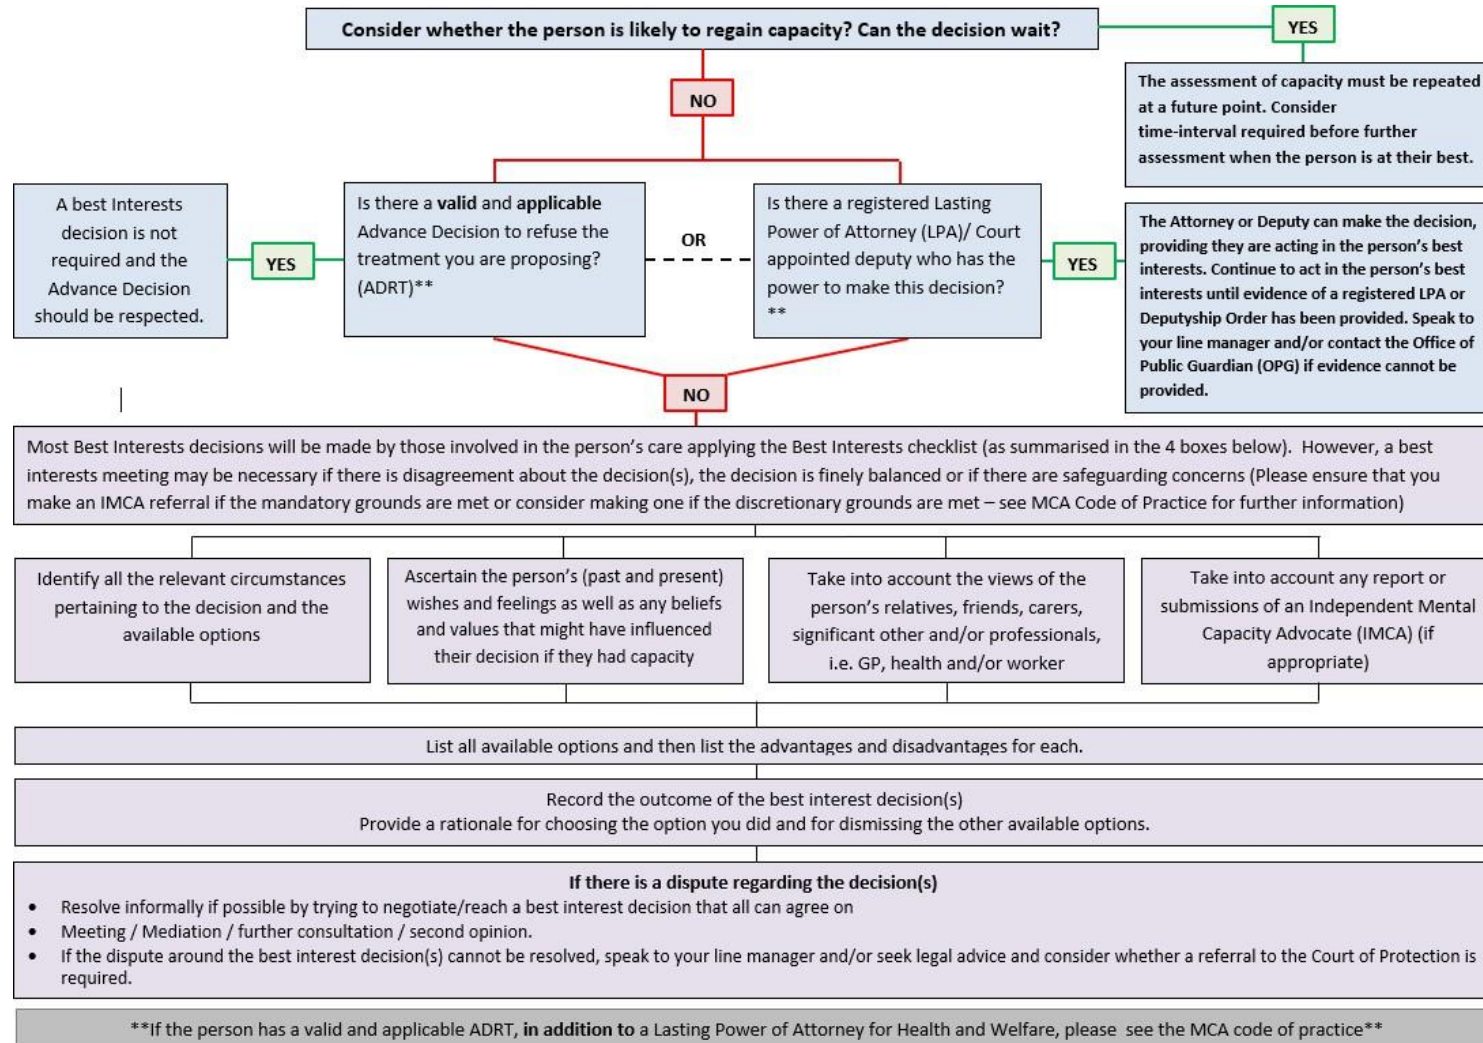 Consider whether the person is likely to regain capacity? Can the decision wait?
YES
NO
The assessment of capacity must be repeated
at a future point. Consider
time-interval required before further
assessment when the person is at their best.
A best Interests
decision is not
required and the
Advance Decision
should be respected.
YES
Is there a valid and applicable
Advance Decision to refuse the
treatment you are proposing?
(ADRT)**
OR
Is there a registered Lasting
Power of Attorney (LPA)/ Court
appointed deputy who has the
power to make this decision?
**
YES
The Attorney or Deputy can make the decision,
providing they are acting in the person’s best
interests. Continue to act in the person’s best
interests until evidence of a registered LPA or
Deputyship Order has been provided. Speak to
your line manager and/or contact the Office of
Public Guardian (OPG) if evidence cannot be
provided.
NO
Most Best Interests decisions will be made by those involved in the person’s care applying the Best Interests checklist (as summarised in the 4 boxes below).  However, a best
interests meeting may be necessary if there is disagreement about the decision(s), the decision is finely balanced or if there are safeguarding concerns (Please ensure that you
make an IMCA referral if the mandatory grounds are met or consider making one if the discretionary grounds are met – see MCA Code of Practice for further information)
Identify all the relevant circumstances
pertaining to the decision and the
available options
Ascertain the person’s (past and present)
wishes and feelings as well as any beliefs
and values that might have influenced
their decision if they had capacity
Take into account the views of the
person’s relatives, friends, carers,
significant other and/or professionals,
i.e. GP, health and/or worker
Take into account any report or
submissions of an Independent Mental
Capacity Advocate (IMCA) (if
appropriate)
List all available options and then list the advantages and disadvantages for each.
Record the outcome of the best interest decision(s)
Provide a rationale for choosing the option you did and for dismissing the other available options.
If there is a dispute regarding the decision(s)
• Resolve informally if possible by trying to negotiate/reach a best interest decision that all can agree on
• Meeting / Mediation / further consultation / second opinion.
• If the dispute around the best interest decision(s) cannot be resolved, speak to your line manager and/or seek legal advice and consider whether a referral to the Court of Protection is
required.
**If the person has a valid and applicable ADRT, in addition to a Lasting Power of Attorney for Health and Welfare, please  see the MCA code of practice**